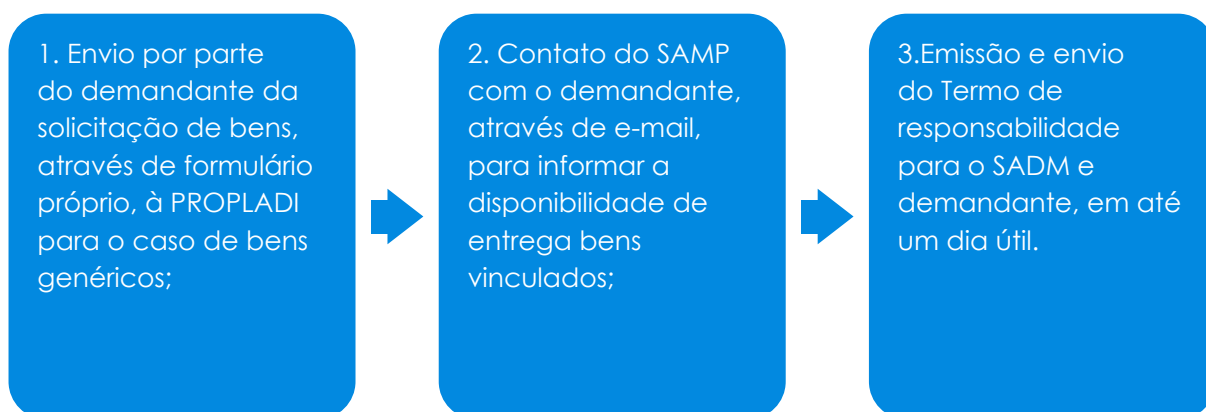 1. Envio por parte
do demandante da
solicitação de bens,
através de formulário
próprio, à PROPLADI
para o caso de bens
genéricos;
2. Contato do SAMP
com o demandante,
através de e-mail,
para informar a
disponibilidade de
entrega bens
vinculados;
3.Emissão e envio
do Termo de
responsabilidade
para o SADM e
demandante, em até
um dia útil.